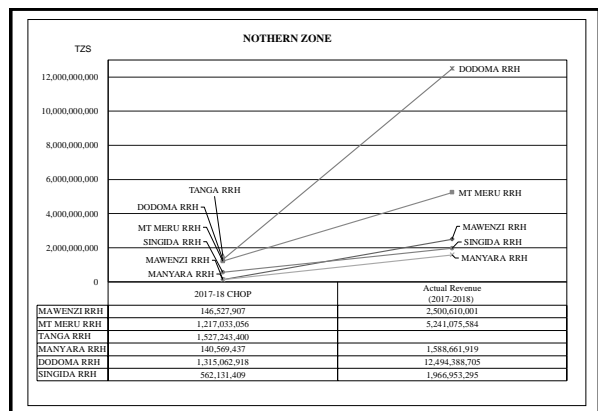 NOTHERN ZONE
TZS
12,000,000,000
10,000,000,000
8,000,000,000
6,000,000,000
4,000,000,000
2,000,000,000
0
DODOMA RRH
TANGA RRH
MT MERU RRH
DODOMA RRH
MT MERU RRH
MAWENZI RRH
SINGIDA RRH
SINGIDA RRH
MAWENZI RRH
MANYARA RRH
MANYARA RRH
2017-18 CHOP Actual Revenue
(2017-2018)
MAWENZI RRH 146,527,907 2,500,610,001
MT MERU RRH 1,217,033,056 5,241,075,584
TANGA RRH 1,527,243,400
MANYARA RRH 140,569,437 1,588,661,919
DODOMA RRH 1,315,062,918 12,494,388,705
SINGIDA RRH 562,131,409 1,966,953,295